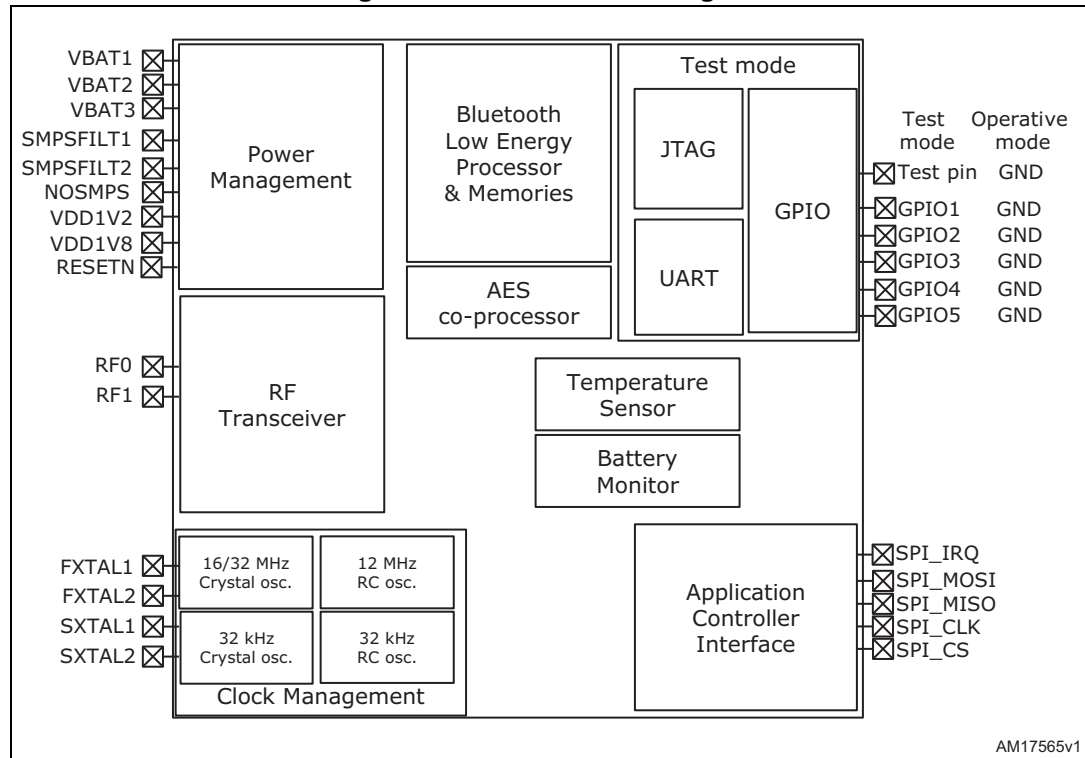 VBAT1
VBAT2
VBAT3
SMPSFILT1
SMPSFILT2
NOSMPS
VDD1V2
VDD1V8
RESETN
Power
Management
Bluetooth
Low Energy
Processor
& Memories
AES
co-processor
Test mode
JTAG
UART
GPIO
Test Operative
mode mode
Test pin GND
GPIO1 GND
GPIO2 GND
GPIO3 GND
GPIO4 GND
GPIO5 GND
RF0
RF1
RF
Transceiver
Temperature
Sensor
Battery
Monitor
FXTAL1
FXTAL2
SXTAL1
SXTAL2
16/32 MHz
Crystal osc.
12 MHz
RC osc.
32 kHz
Crystal osc.
32 kHz
RC osc.
Clock Management
Application
Controller
Interface
SPI_IRQ
SPI_MOSI
SPI_MISO
SPI_CLK
SPI_CS
AM17565v1